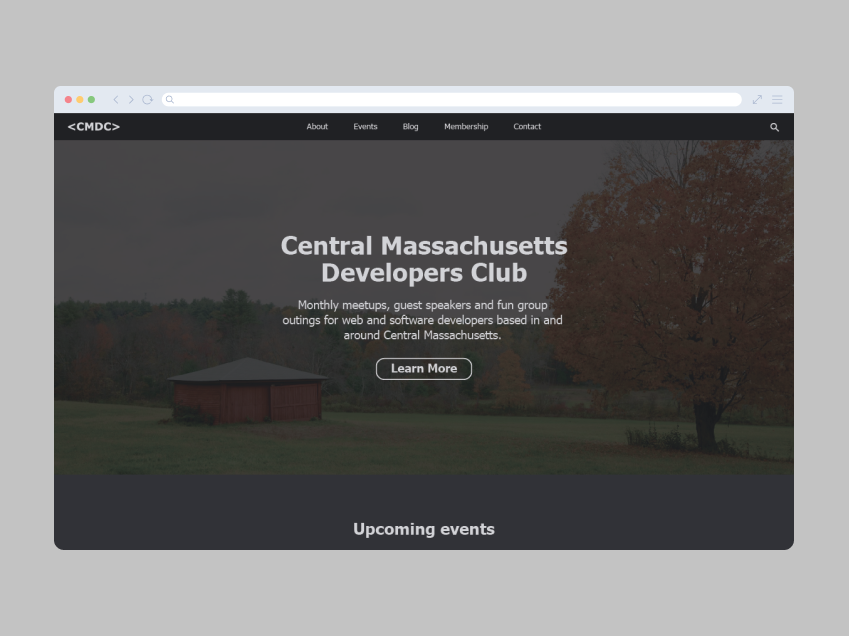 <CMDC>
About Events Blog Membership Contact
Central Massachusetts
Developers Club
Monthly meetups, guest speakers and fun group
outings for web and software developers based in and
around Central Massachusetts.
Learn More
Upcoming events